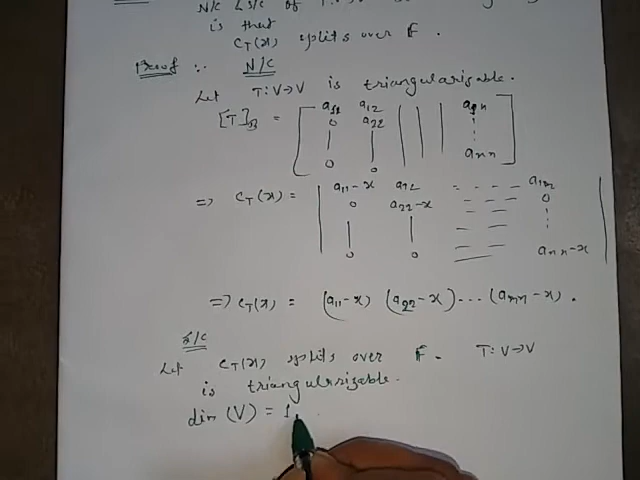 N/C & S/C of
is that
C_T(x) splits over F.
Proof :- N/C
Let T: V→V is triangularizable.
[T]_B = [ a11 a12 | | | a1n
0 a22
ann
0 0 ]
=> C_T(x) = | a11-x a12 - - - - a1n
0 a22-x 0
0 0 ann-x |
=> C_T(x) = (a11-x) (a22-x) ... (ann-x).
S/C
Let C_T(x) splits over F. T: V→V
is triangularizable.
dim (V) = 1